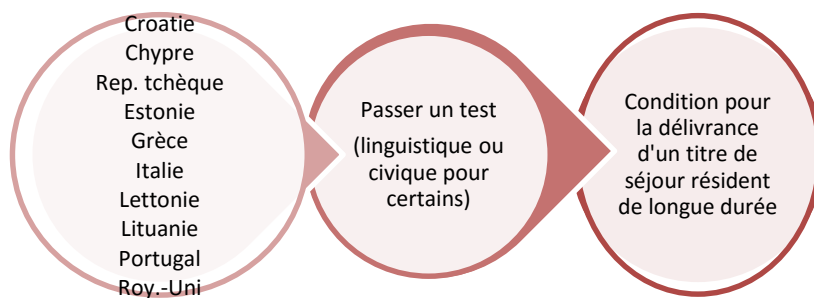 Croatie
Chypre
Rep. tchèque
Estonie
Grèce
Italie
Lettonie
Lituanie
Portugal
Roy.-Uni
Passer un test
(linguistique ou
civique pour
certains)
Condition pour
la délivrance
d'un titre de
séjour résident
de longue durée